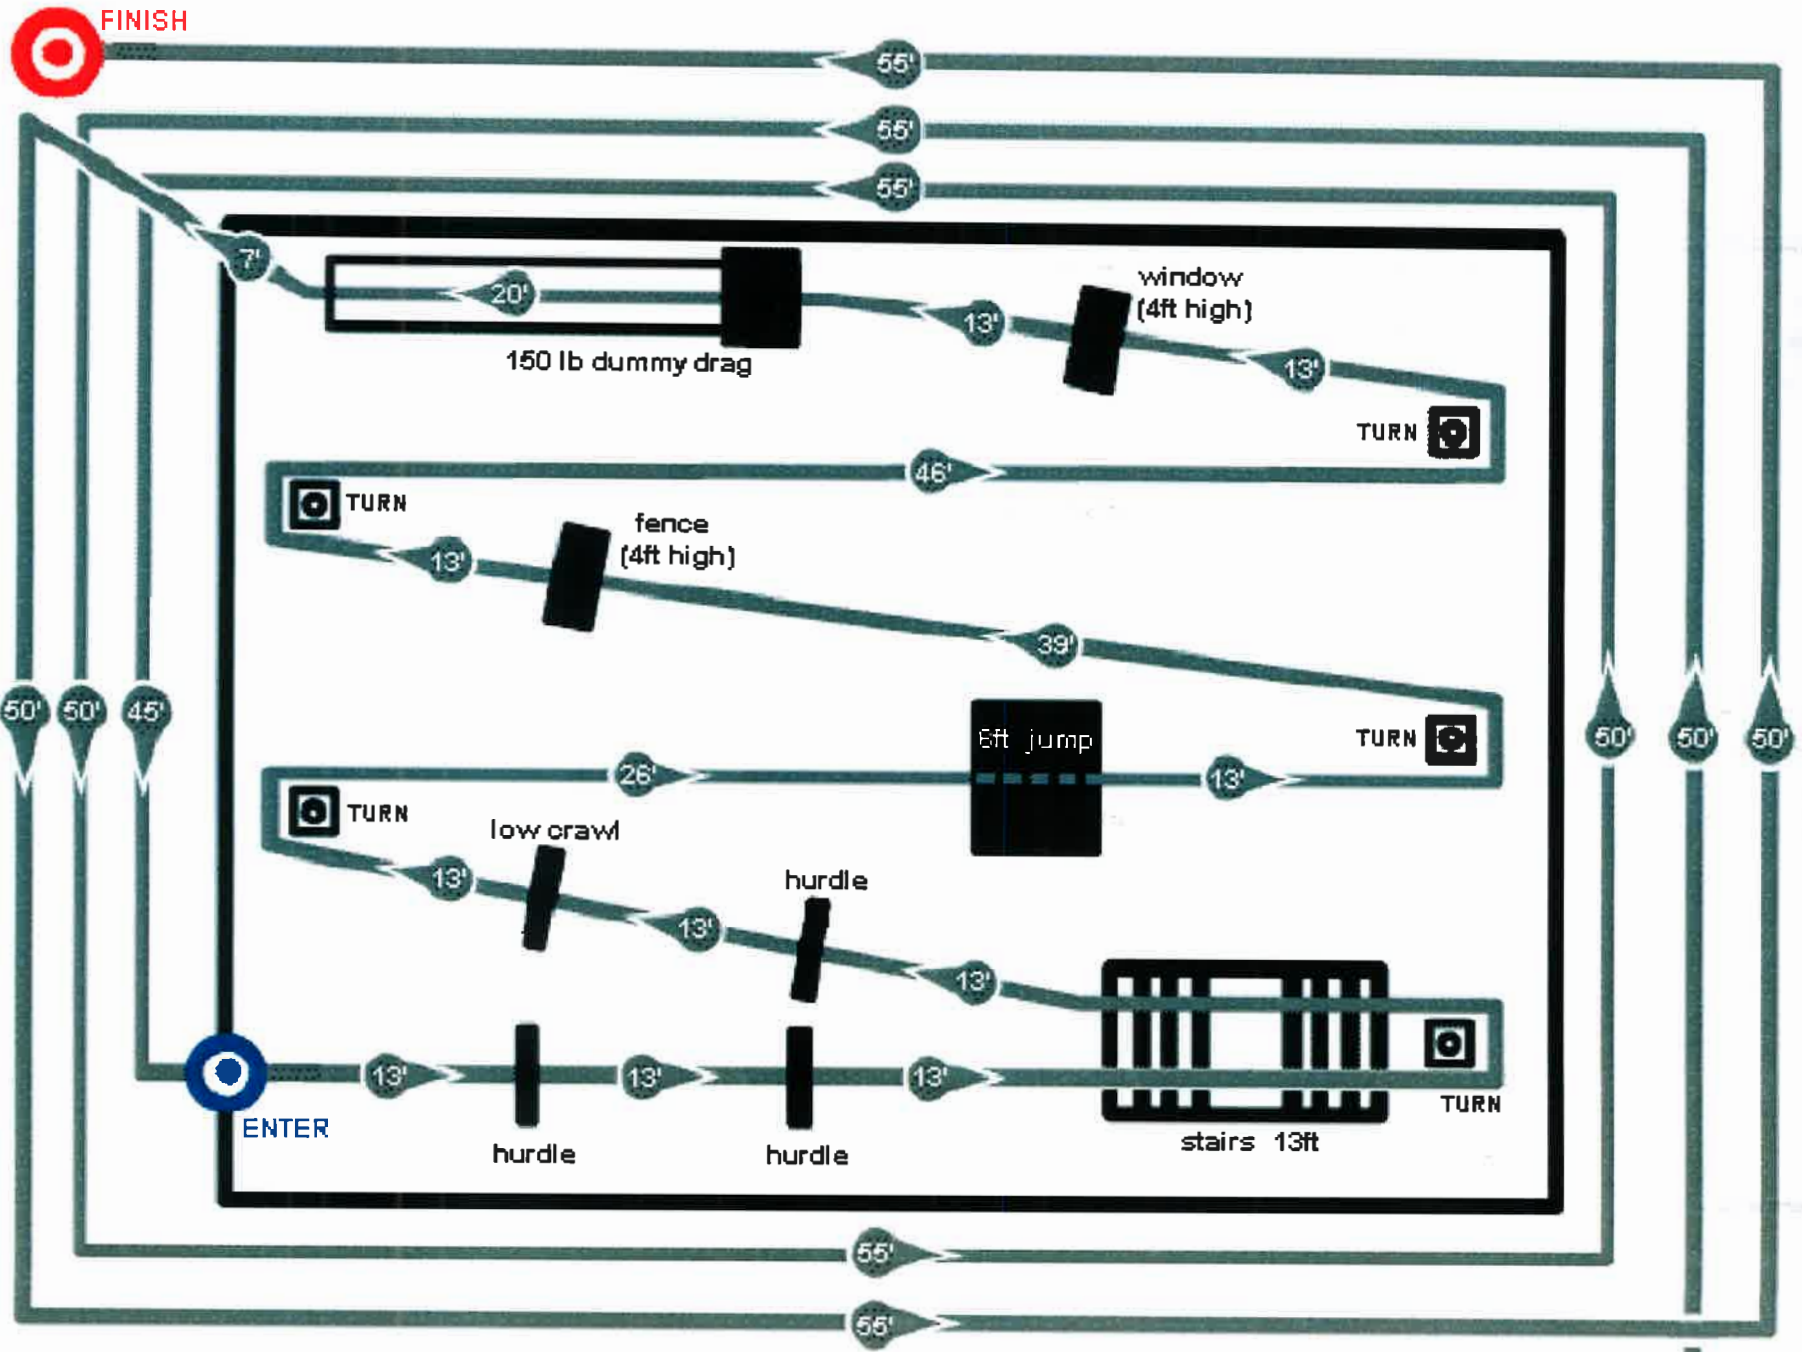 FINISH
55'
55'
55'
7'
20'
150 lb dummy drag
13'
window
(4ft high)
13'
TURN
46'
TURN
fence
(4ft high)
13'
39'
50'
50'
45'
6ft jump
TURN
50'
50'
50'
26'
13'
TURN
low crawl
13'
hurdle
13'
13'
13'
13'
13'
TURN
ENTER
hurdle
hurdle
stairs 13ft
55'
55'